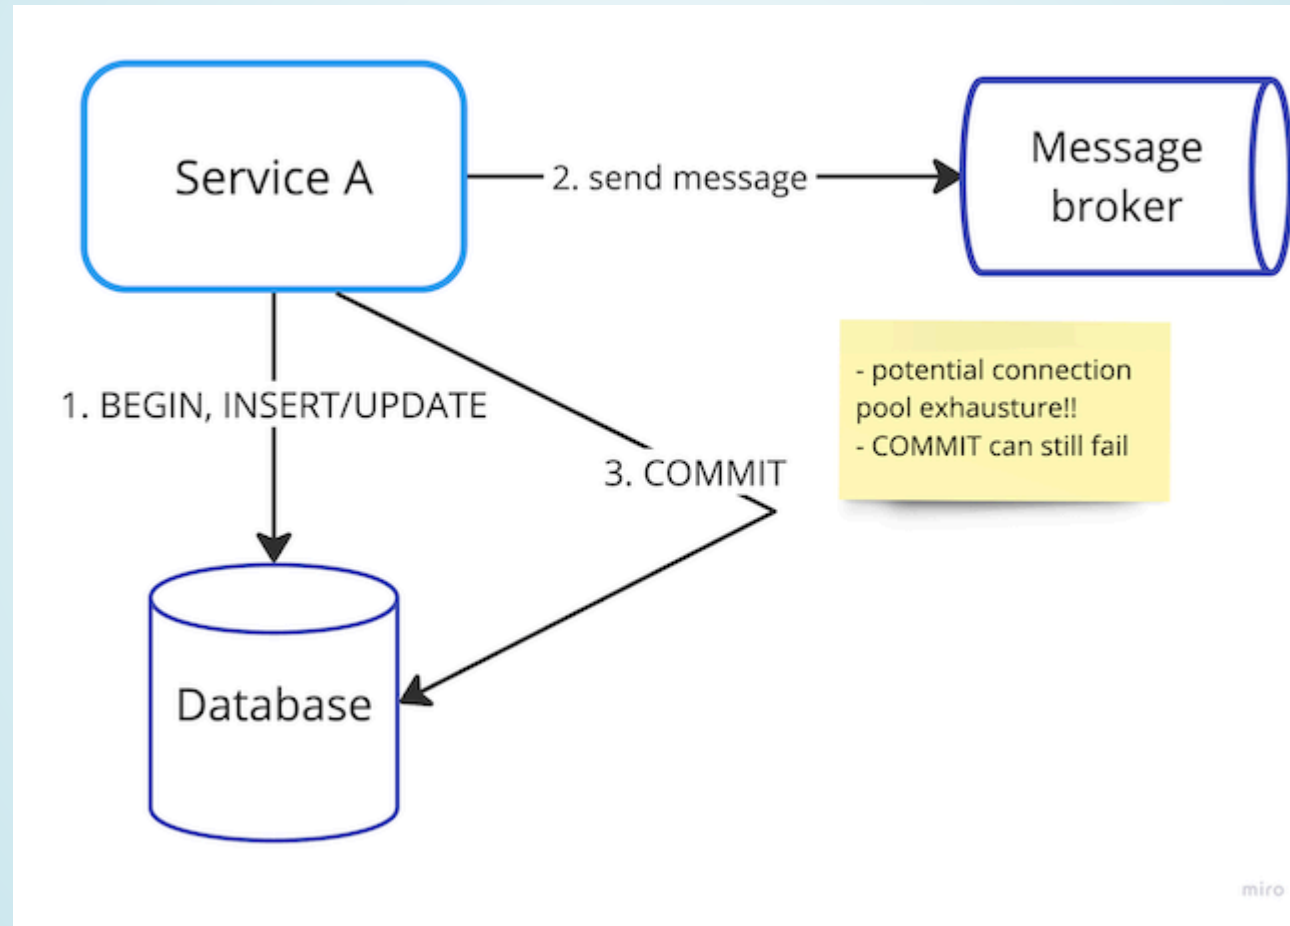 Service A
2. send message
Message
broker
1. BEGIN, INSERT/UPDATE
- potential connection
pool exhausture!!
- COMMIT can still fail
3. COMMIT
Database
miro